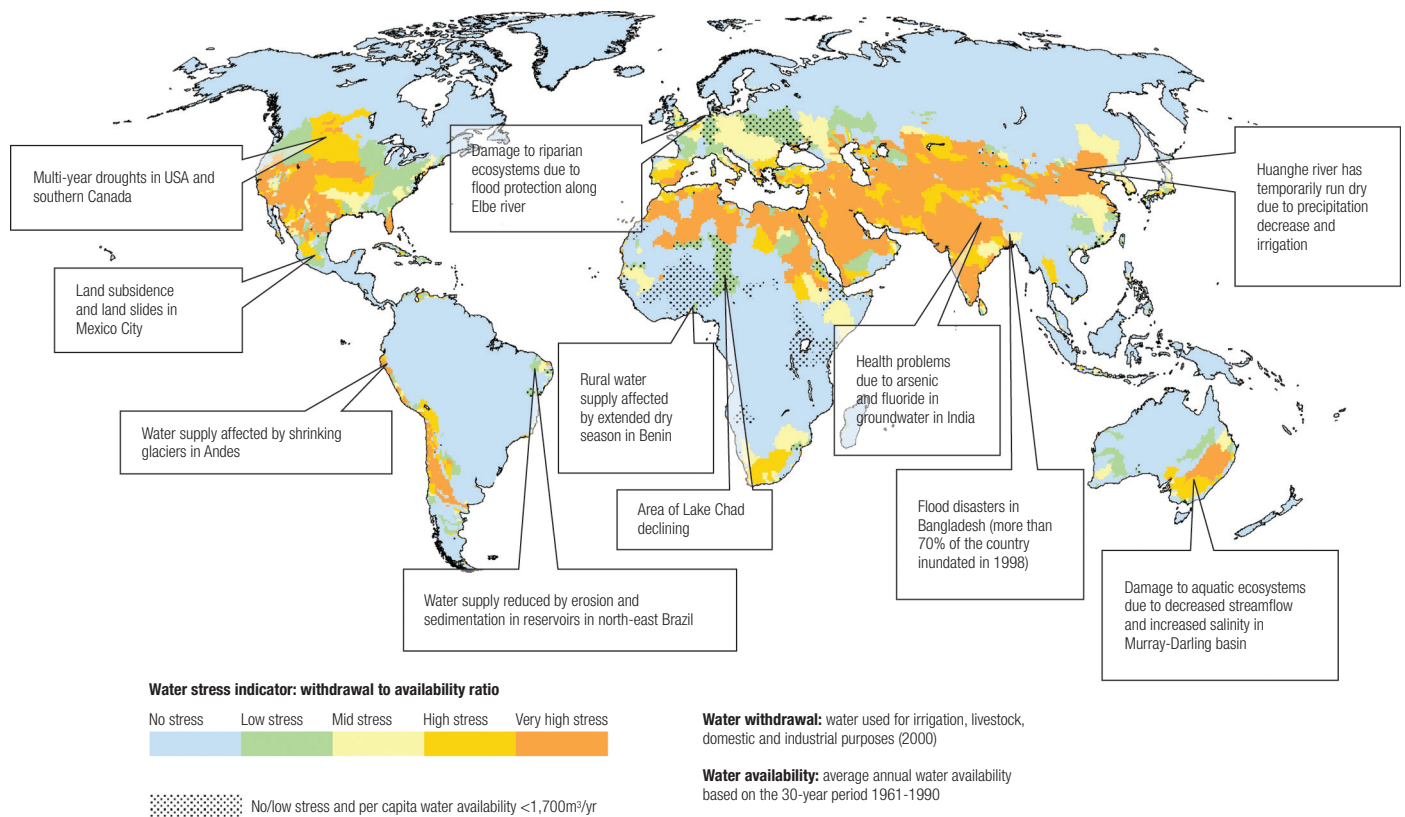 Multi-year droughts in USA and
southern Canada
Damage to riparian
ecosystems due to
flood protection along
Elbe river
Huanghe river has
temporarily run dry
due to precipitation
decrease and
irrigation
Land subsidence
and land slides in
Mexico City
Water supply affected by shrinking
glaciers in Andes
Rural water
supply affected
by extended dry
season in Benin
Health problems
due to arsenic
and fluoride in
groundwater in India
Area of Lake Chad
declining
Flood disasters in
Bangladesh (more than
70% of the country
inundated in 1998)
Water supply reduced by erosion and
sedimentation in reservoirs in north-east Brazil
Damage to aquatic ecosystems
due to decreased streamflow
and increased salinity in
Murray-Darling basin
Water stress indicator: withdrawal to availability ratio
No stress Low stress Mid stress High stress Very high stress
No/low stress and per capita water availability <1,700m³/yr
Water withdrawal: water used for irrigation, livestock,
domestic and industrial purposes (2000)
Water availability: average annual water availability
based on the 30-year period 1961-1990